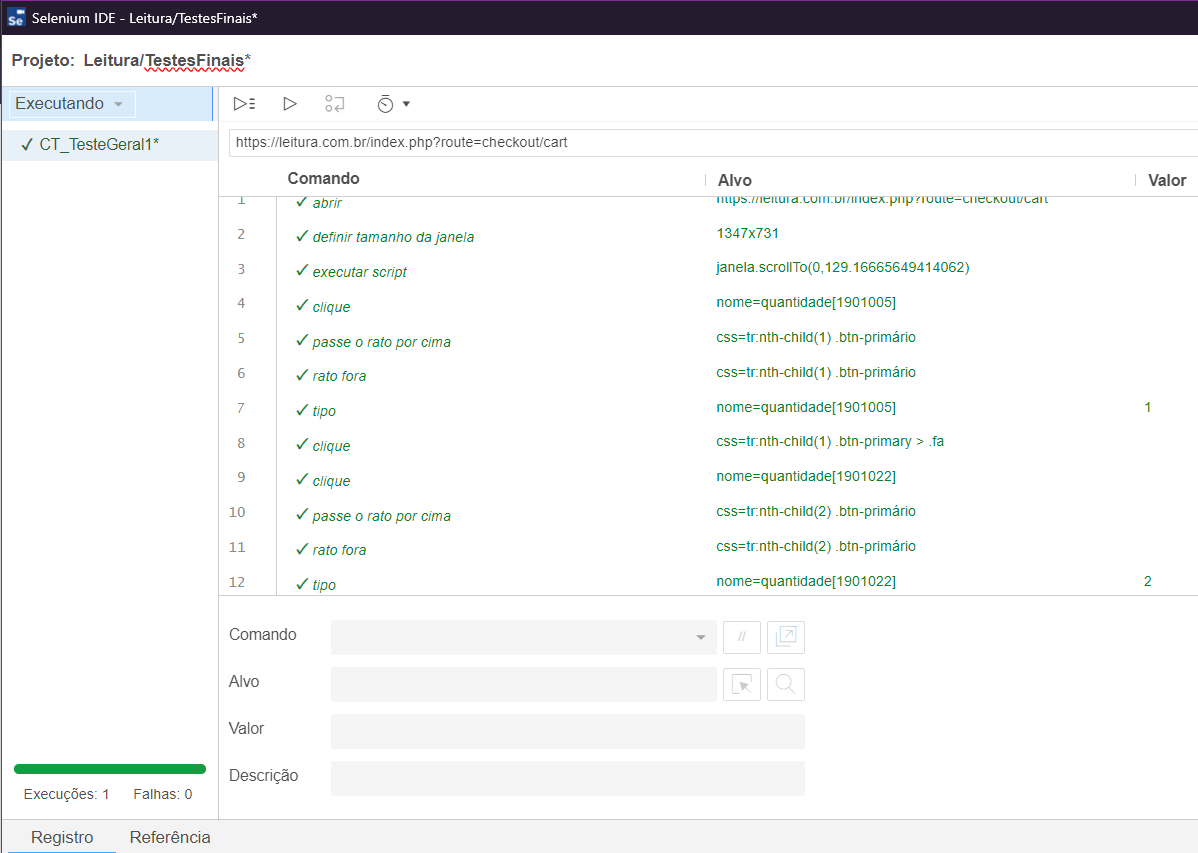 Se Selenium IDE - Leitura/TestesFinais*
Projeto: Leitura/TestesFinais*
Executando
✓ CT_TesteGeral1*
https://leitura.com.br/index.php?route=checkout/cart
Comando Alvo Valor
1 ✓ abrir https://leitura.com.br/index.php?route=checkout/cart
2 ✓ definir tamanho da janela 1347x731
3 ✓ executar script janela.scrollTo(0,129.16665649414062)
4 ✓ clique nome=quantidade[1901005]
5 ✓ passe o rato por cima css=tr:nth-child(1) .btn-primário
6 ✓ rato fora css=tr:nth-child(1) .btn-primário
7 ✓ tipo nome=quantidade[1901005] 1
8 ✓ clique css=tr:nth-child(1) .btn-primary > .fa
9 ✓ clique nome=quantidade[1901022]
10 ✓ passe o rato por cima css=tr:nth-child(2) .btn-primário
11 ✓ rato fora css=tr:nth-child(2) .btn-primário
12 ✓ tipo nome=quantidade[1901022] 2
Comando //
Alvo
Valor
Descrição
Execuções: 1 Falhas: 0
Registro Referência